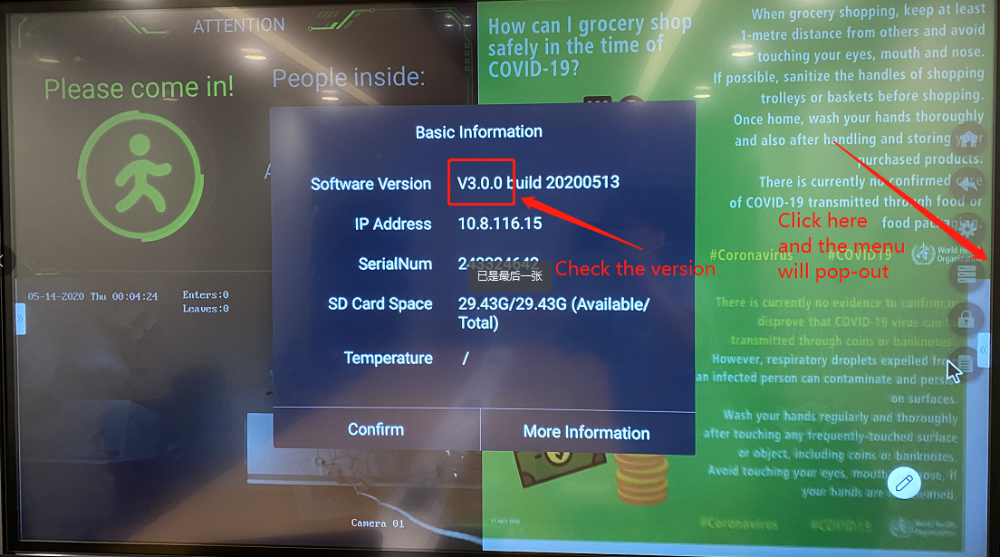 ATTENTION
Please come in!
People inside:
How can I grocery shop
safely in the time of
COVID-19?
When grocery shopping, keep at least
1-metre distance from others and avoid
touching your eyes, mouth and nose.
If possible, sanitize the handles of shopping
trolleys or baskets before shopping.
Once home, wash your hands thoroughly
and also after handling and storing your
purchased products.
There is currently no confirmed case
of COVID-19 transmitted through food or
food packaging.
#Coronavirus
#COVID19
World Health
Organization
Basic Information
Software Version
V3.0.0 build 20200513
IP Address
10.8.116.15
SerialNum
243324642
已是最后一张
SD Card Space
29.43G/29.43G (Available/
Total)
Temperature
/
Confirm
More Information
Check the version
Click here
and the menu
will pop-out
05-14-2020 Thu 00:04:24
Enters:0
Leaves:0
Camera 01
There is currently no evidence to confirm or
disprove that COVID-19 virus can
transmitted through coins or banknotes
However, respiratory droplets expelled from
an infected person can contaminate and persist
on surfaces.
Wash your hands regularly and thoroughly
after touching any frequently-touched surface
or object, including coins or banknotes.
Avoid touching your eyes, mouth nose, if
your hands are cleaned.
#Coronavirus
#COVID19
World Health
Organization